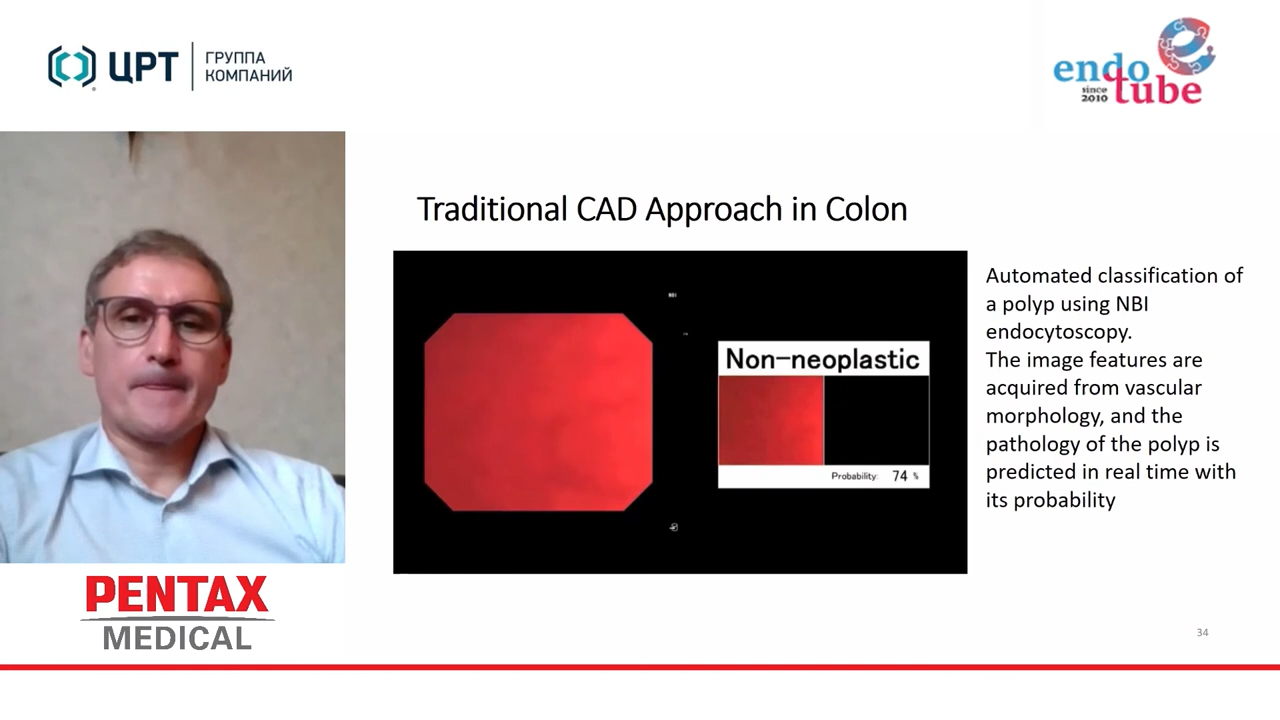 ЦРТ
ГРУППА
КОМПАНИЙ
endo
since
2010
tube
Traditional CAD Approach in Colon
NBI
Non-neoplastic
Probability: 74 %
Automated classification of
a polyp using NBI
endocytoscopy.
The image features are
acquired from vascular
morphology, and the
pathology of the polyp is
predicted in real time with
its probability
PENTAX
MEDICAL
34